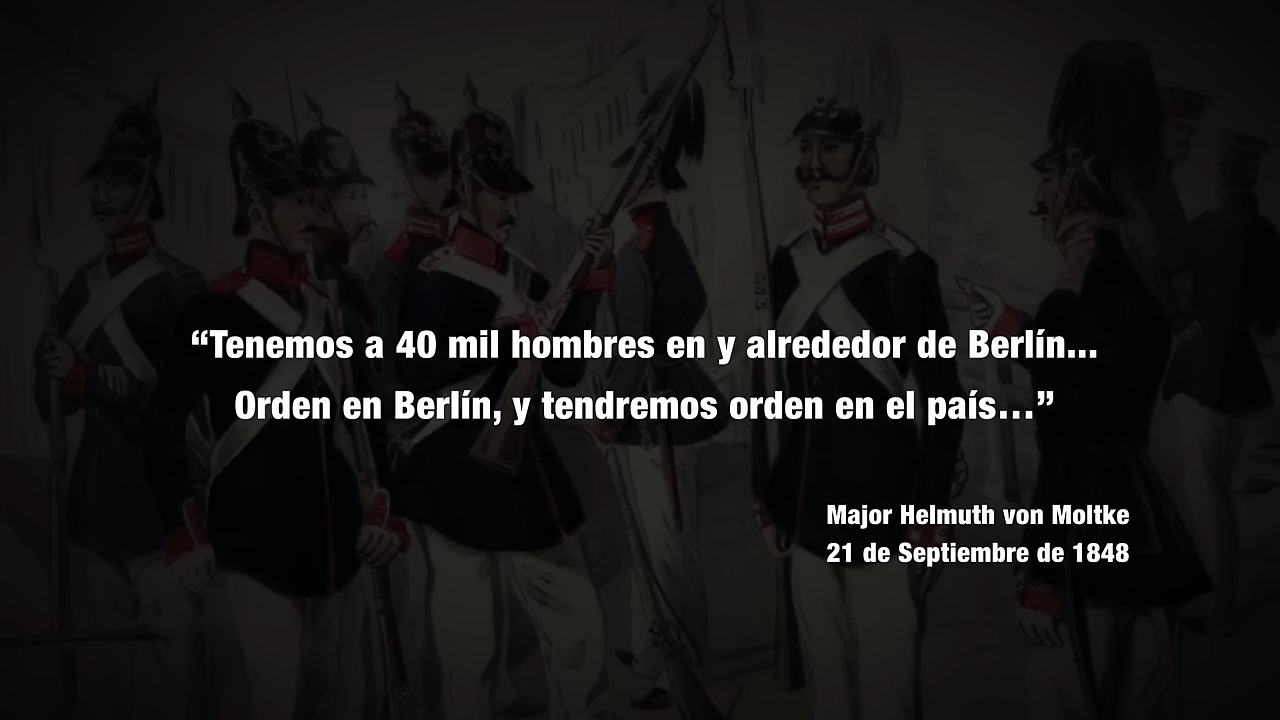 “Tenemos a 40 mil hombres en y alrededor de Berlín...
Orden en Berlín, y tendremos orden en el país…”
Major Helmuth von Moltke
21 de Septiembre de 1848